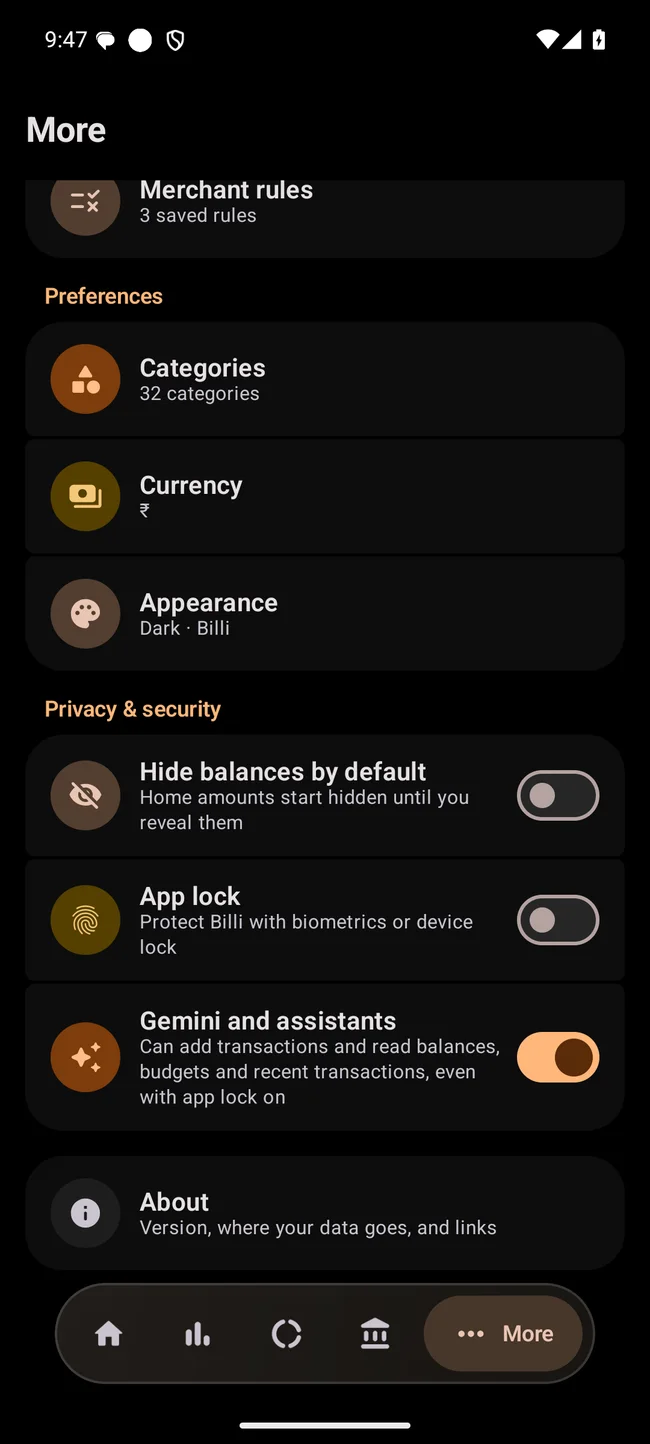 9:47
More
Merchant rules
3 saved rules
Preferences
Categories
32 categories
Currency
₹
Appearance
Dark · Billi
Privacy & security
Hide balances by default
Home amounts start hidden until you
reveal them
App lock
Protect Billi with biometrics or device
lock
Gemini and assistants
Can add transactions and read balances,
budgets and recent transactions, even
with app lock on
About
Version, where your data goes, and links
More